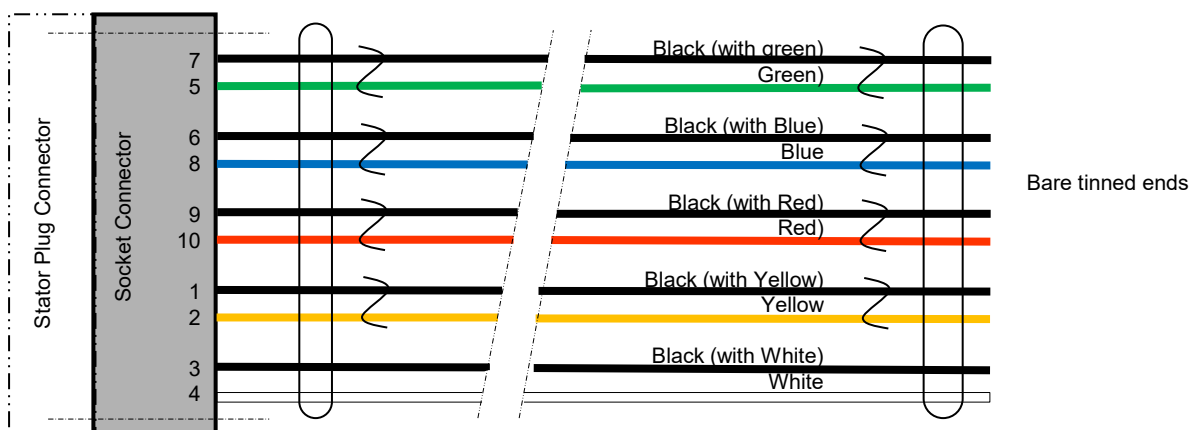 Stator Plug Connector
Socket Connector
7 Black (with green)
5 Green)
6 Black (with Blue)
8 Blue
9 Black (with Red)
10 Red)
1 Black (with Yellow)
2 Yellow
3 Black (with White)
4 White
Bare tinned ends